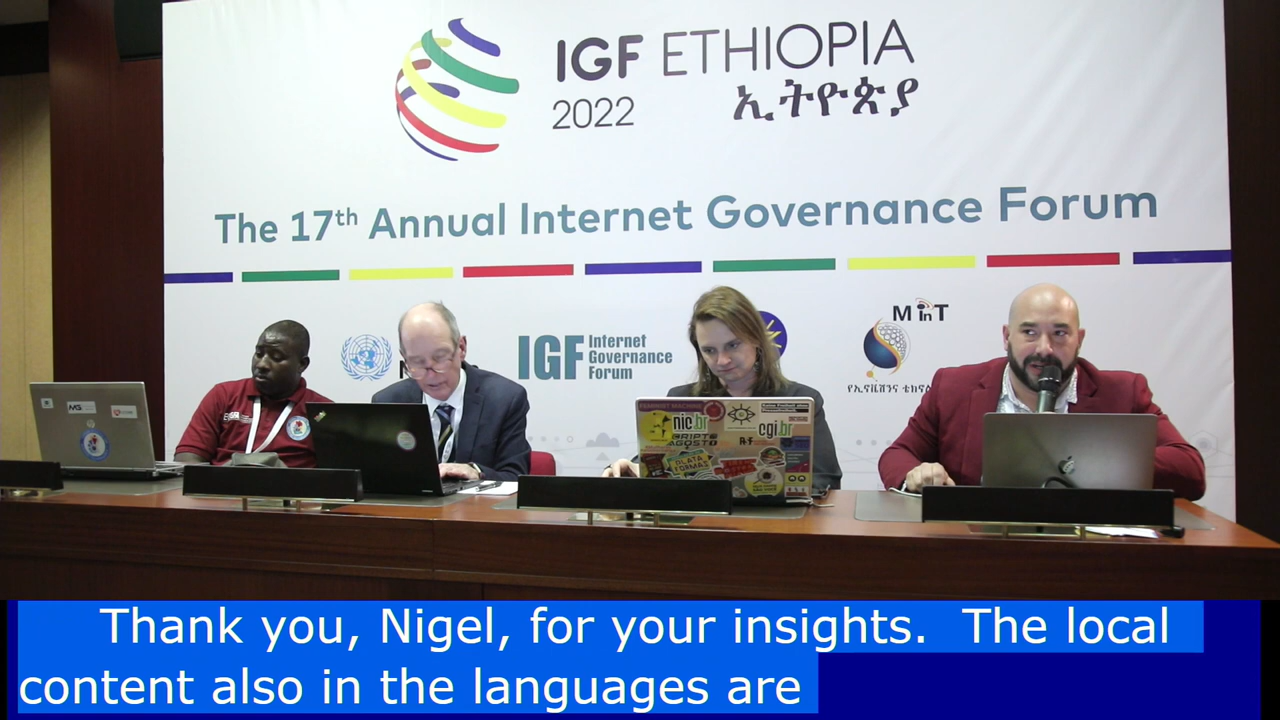 IGF ETHIOPIA
2022 ኢትዮጵያ
The 17th Annual Internet Governance Forum
MinT
IGF Internet
Governance
Forum
nic.br
cgi.br
Thank you, Nigel, for your insights.  The local
content also in the languages are